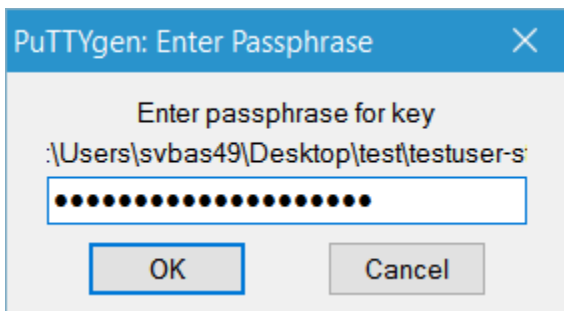 PuTTYgen: Enter Passphrase
Enter passphrase for key
:\Users\svbas49\Desktop\test\testuser-s
●●●●●●●●●●●●●●●●●●●●
OK Cancel